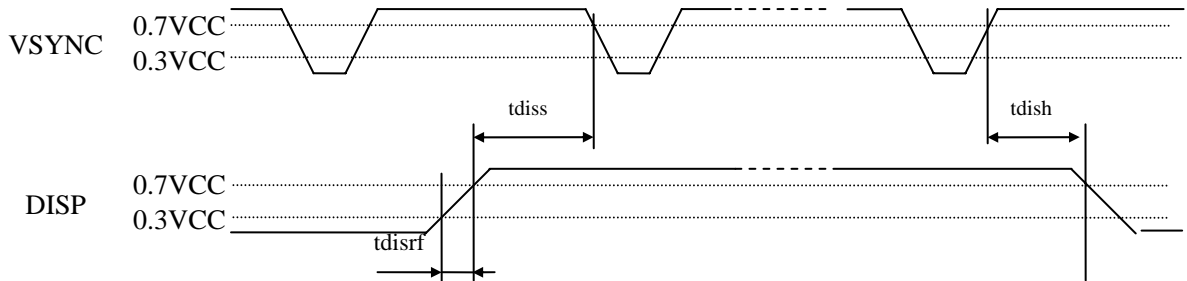 0.7VCC
VSYNC
0.3VCC
tdiss
tdish
0.7VCC
DISP
0.3VCC
tdisrf